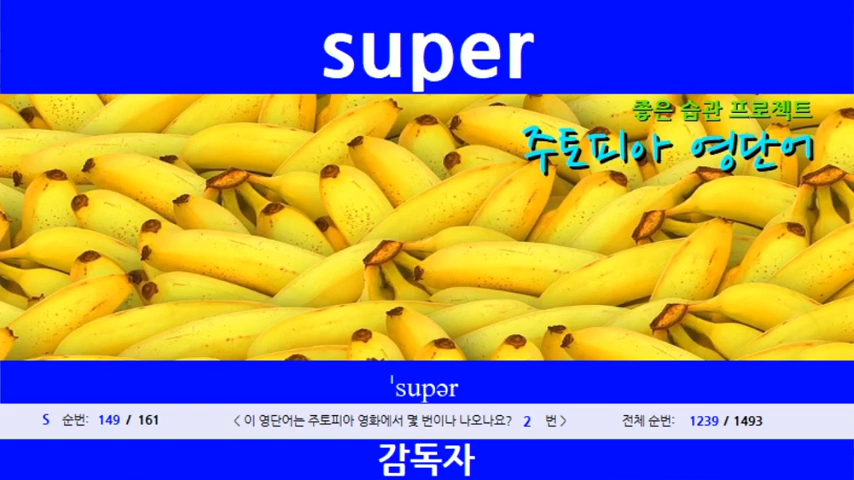 super
좋은 습관 프로젝트
주토피아 영단어
ˈsupər
S 순번: 149 / 161 < 이 영단어는 주토피아 영화에서 몇 번이나 나오나요? 2 번 > 전체 순번: 1239 / 1493
감독자